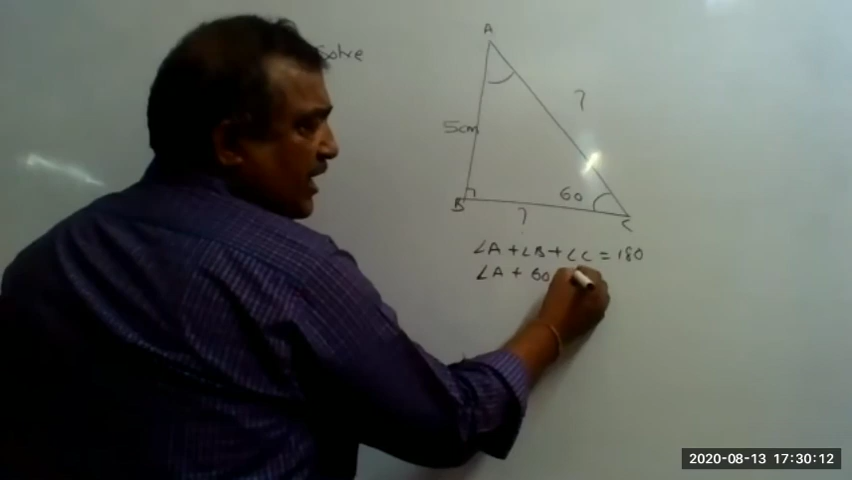 Solve
A
?
5cm
60
B
?
C
∠A + ∠B + ∠C = 180
∠A + 60
2020-08-13 17:30:12